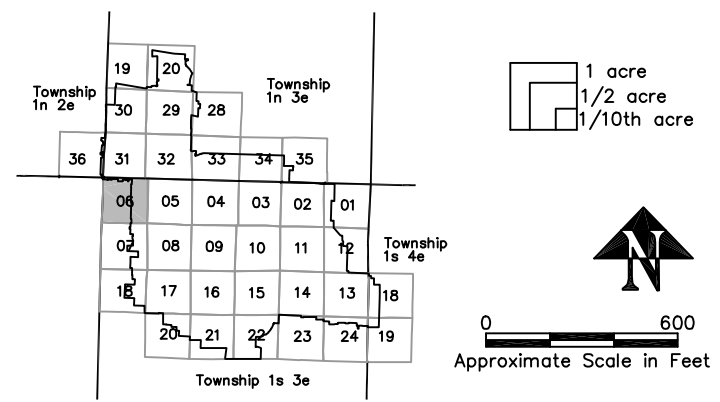 19 20
Township
1n 2e
Township
1n 3e
1 acre
1/2 acre
1/10th acre
30 29 28
36 31 32 33 34 35
06 05 04 03 02 01
07 08 09 10 11 12
Township
1s 4e
N
18 17 16 15 14 13 18
20 21 22 23 24 19
0 600
Approximate Scale in Feet
Township 1s 3e